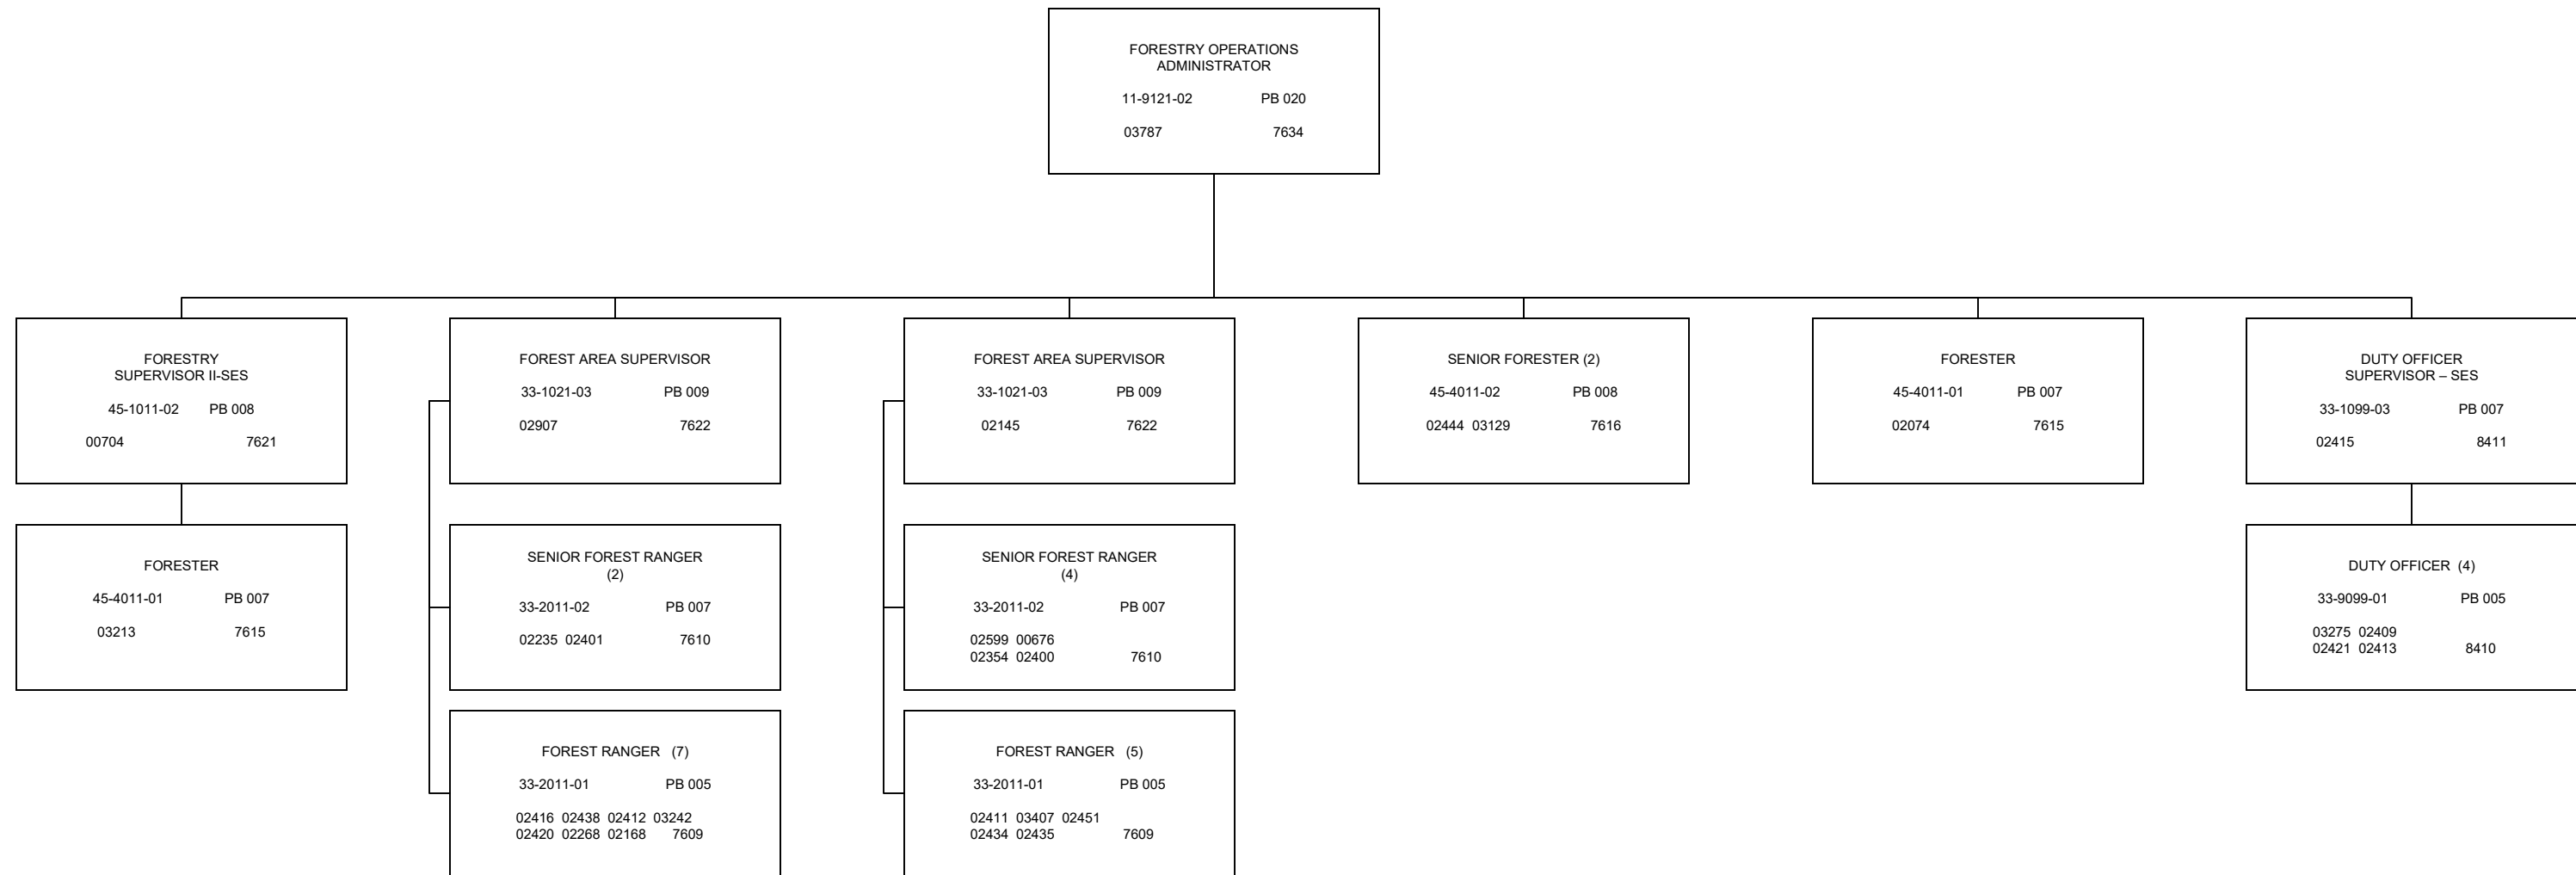 FORESTRY OPERATIONS
ADMINISTRATOR
11-9121-02 PB 020
03787 7634
FORESTRY
SUPERVISOR II-SES
45-1011-02 PB 008
00704 7621
FOREST AREA SUPERVISOR
33-1021-03 PB 009
02907 7622
FOREST AREA SUPERVISOR
33-1021-03 PB 009
02145 7622
SENIOR FORESTER (2)
45-4011-02 PB 008
02444 03129 7616
FORESTER
45-4011-01 PB 007
02074 7615
DUTY OFFICER
SUPERVISOR – SES
33-1099-03 PB 007
02415 8411
FORESTER
45-4011-01 PB 007
03213 7615
SENIOR FOREST RANGER
(2)
33-2011-02 PB 007
02235 02401 7610
SENIOR FOREST RANGER
(4)
33-2011-02 PB 007
02599 00676
02354 02400 7610
DUTY OFFICER (4)
33-9099-01 PB 005
03275 02409
02421 02413 8410
FOREST RANGER (7)
33-2011-01 PB 005
02416 02438 02412 03242
02420 02268 02168 7609
FOREST RANGER (5)
33-2011-01 PB 005
02411 03407 02451
02434 02435 7609